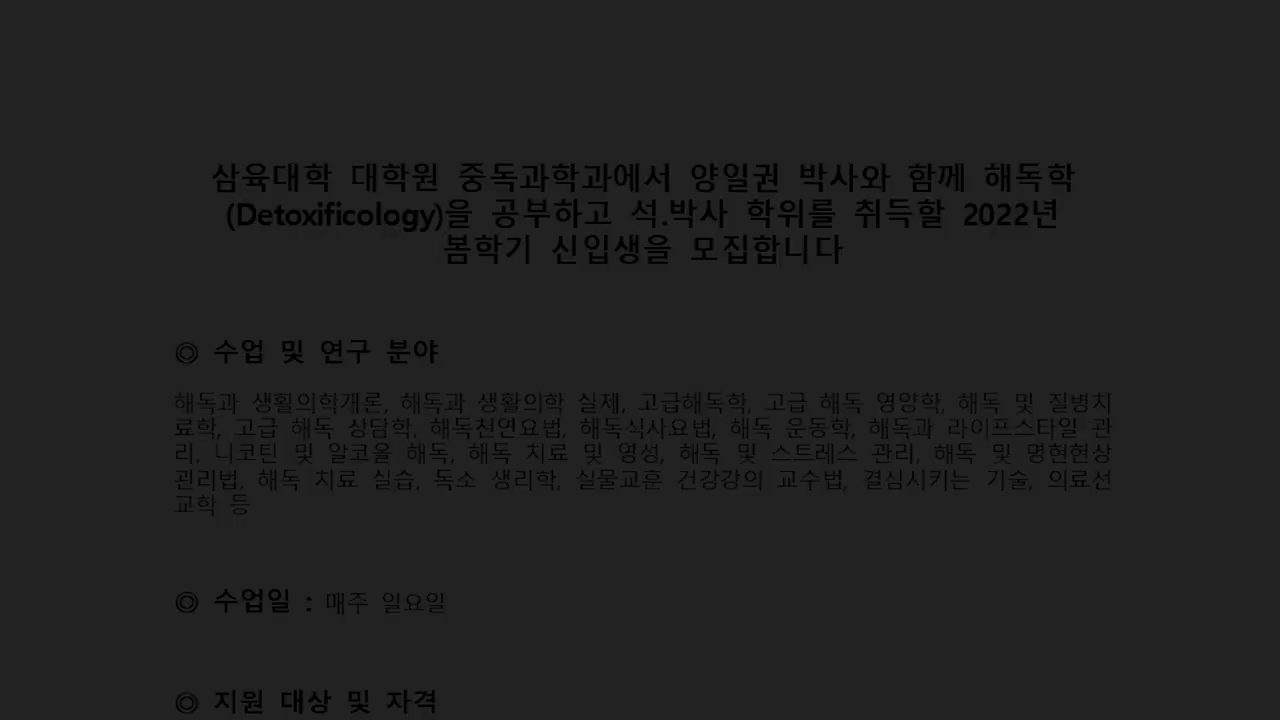 삼육대학 대학원 중독과학과에서 양일권 박사와 함께 해독학
(Detoxificology)을 공부하고 석.박사 학위를 취득할 2022년
봄학기 신입생을 모집합니다
◎ 수업 및 연구 분야
해독과 생활의학개론, 해독과 생활의학 실제, 고급해독학, 고급 해독 영양학, 해독 및 질병치
료학, 고급 해독 상담학, 해독천연요법, 해독식사요법, 해독 운동학, 해독과 라이프스타일 관
리, 니코틴 및 알코올 해독, 해독 치료 및 영성, 해독 및 스트레스 관리, 해독 및 명현현상
관리법, 해독 치료 실습, 독소 생리학, 실물교훈 건강강의 교수법, 결심시키는 기술, 의료선
교학 등
◎ 수업일 : 매주 일요일
◎ 지원 대상 및 자격